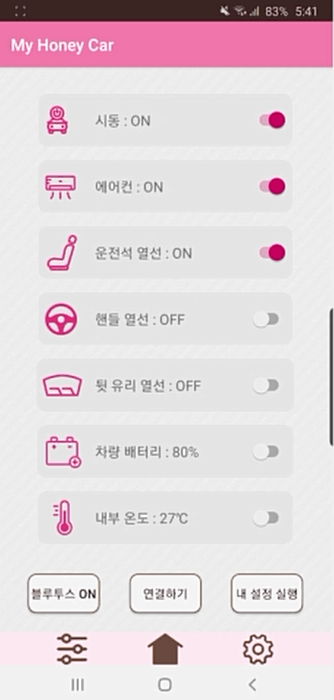 83% 5:41
My Honey Car
시동 : ON
에어컨 : ON
운전석 열선 : ON
핸들 열선 : OFF
뒷 유리 열선 : OFF
차량 배터리 : 80%
내부 온도 : 27℃
블루투스 ON 연결하기 내 설정 실행